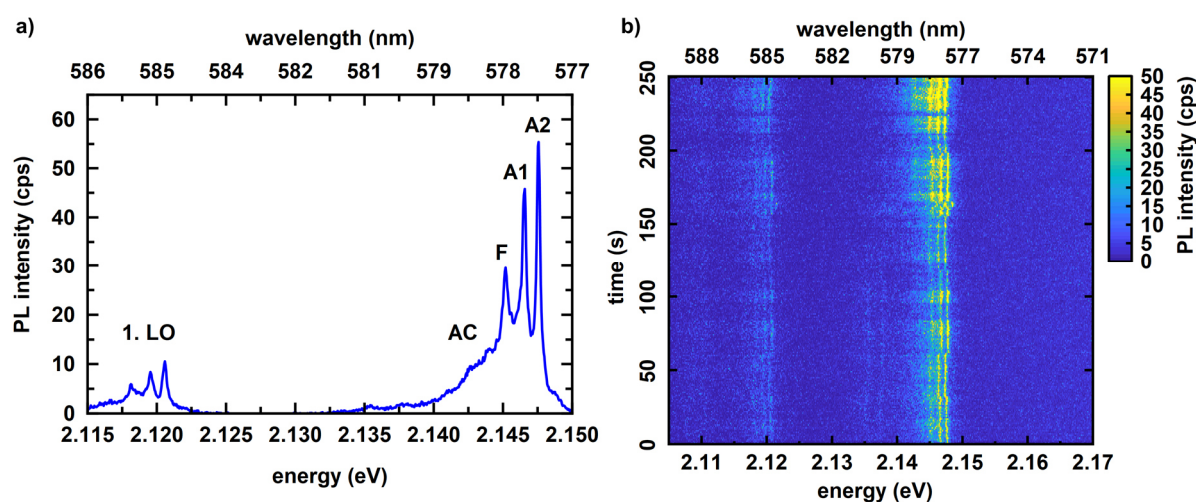 a)
wavelength (nm)
586 585 584 582 581 579 578 577
PL intensity (cps)
60
50
40
30
20
10
0
A2
A1
F
AC
1. LO
2.115 2.120 2.125 2.130 2.135 2.140 2.145 2.150
energy (eV)
b)
wavelength (nm)
588 585 582 579 577 574 571
time (s)
250
200
150
100
50
0
2.11 2.12 2.13 2.14 2.15 2.16 2.17
energy (eV)
50
45
40
35
30
25
20
15
10
5
0
PL intensity (cps)